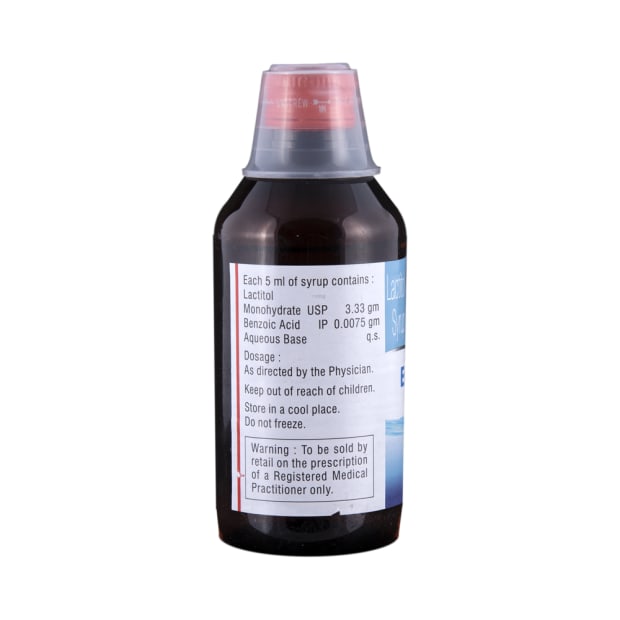 Each 5 ml of syrup contains :
Lactitol
Monohydrate USP 3.33 gm
Benzoic Acid IP 0.0075 gm
Aqueous Base q.s.
Dosage :
As directed by the Physician.
Keep out of reach of children.
Store in a cool place.
Do not freeze.
Warning : To be sold by
retail on the prescription
of a Registered Medical
Practitioner only.